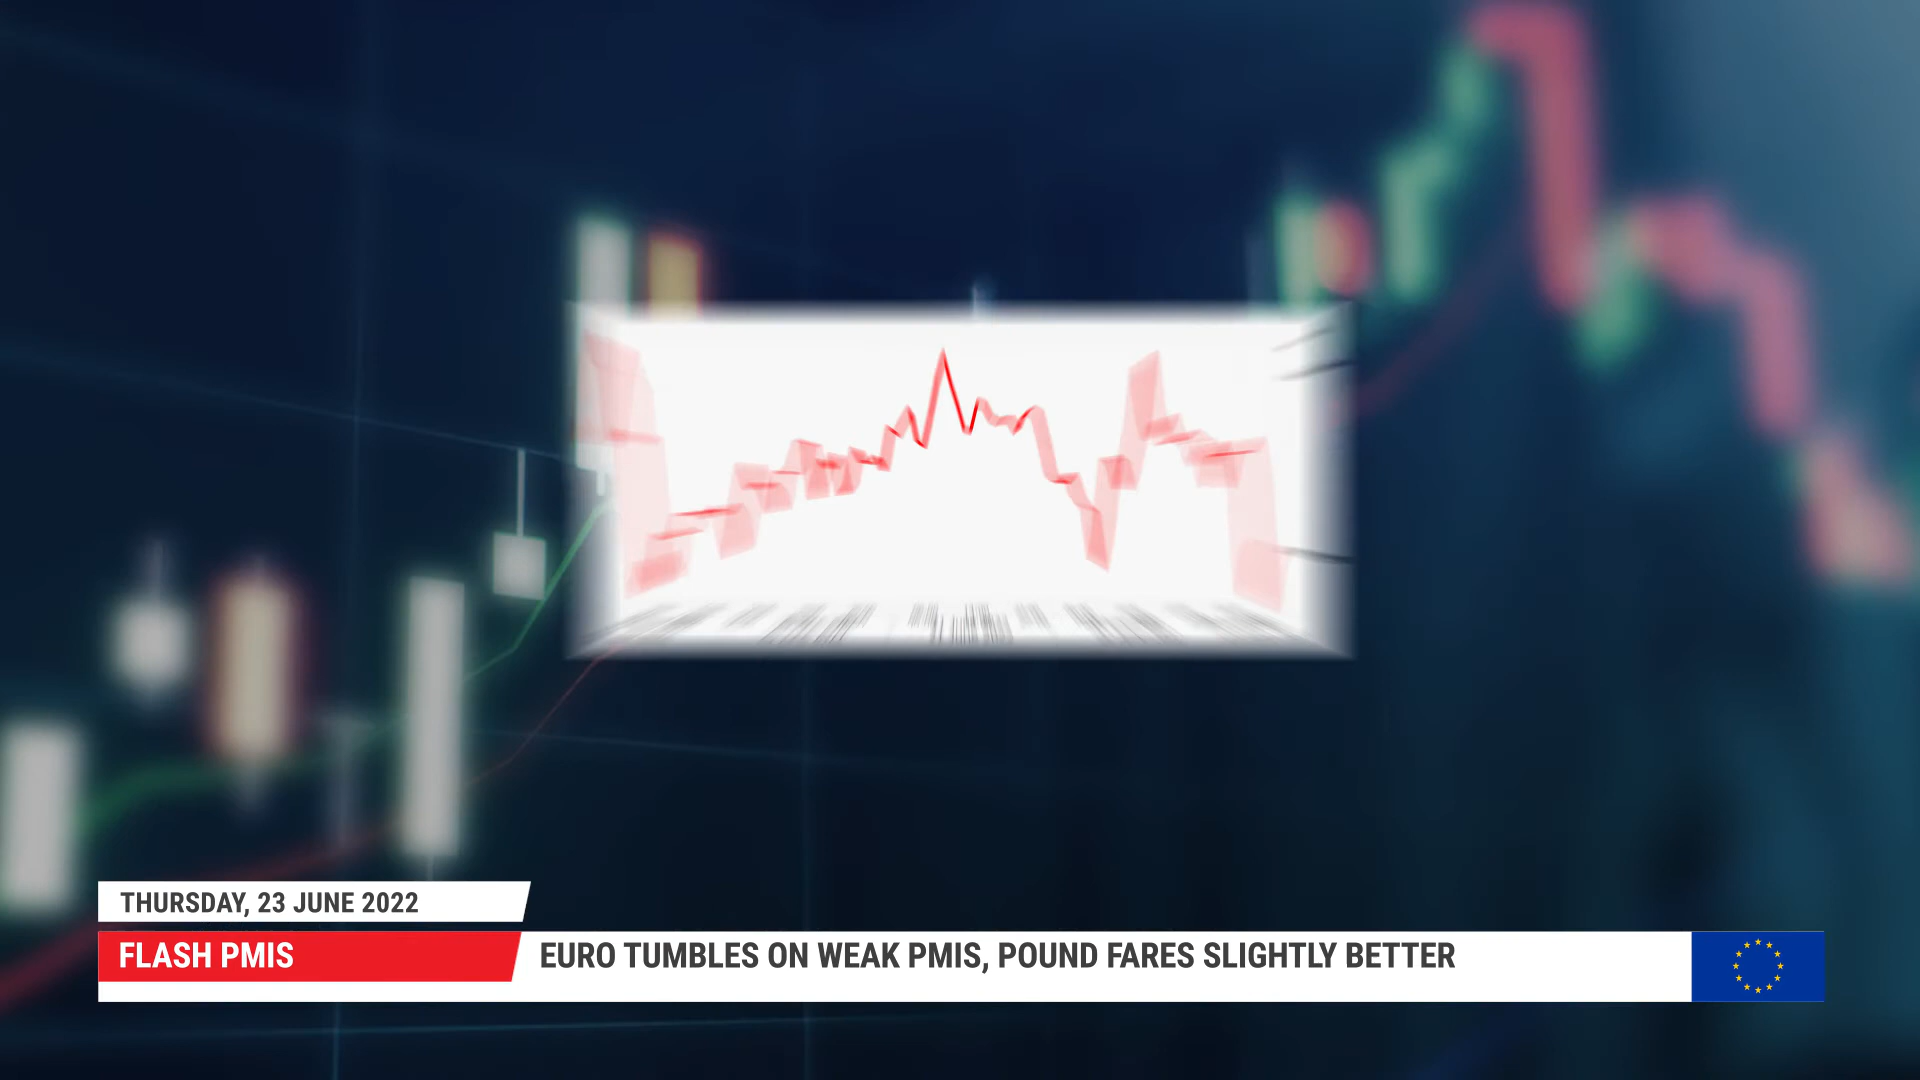 THURSDAY, 23 JUNE 2022
FLASH PMIS
EURO TUMBLES ON WEAK PMIS, POUND FARES SLIGHTLY BETTER